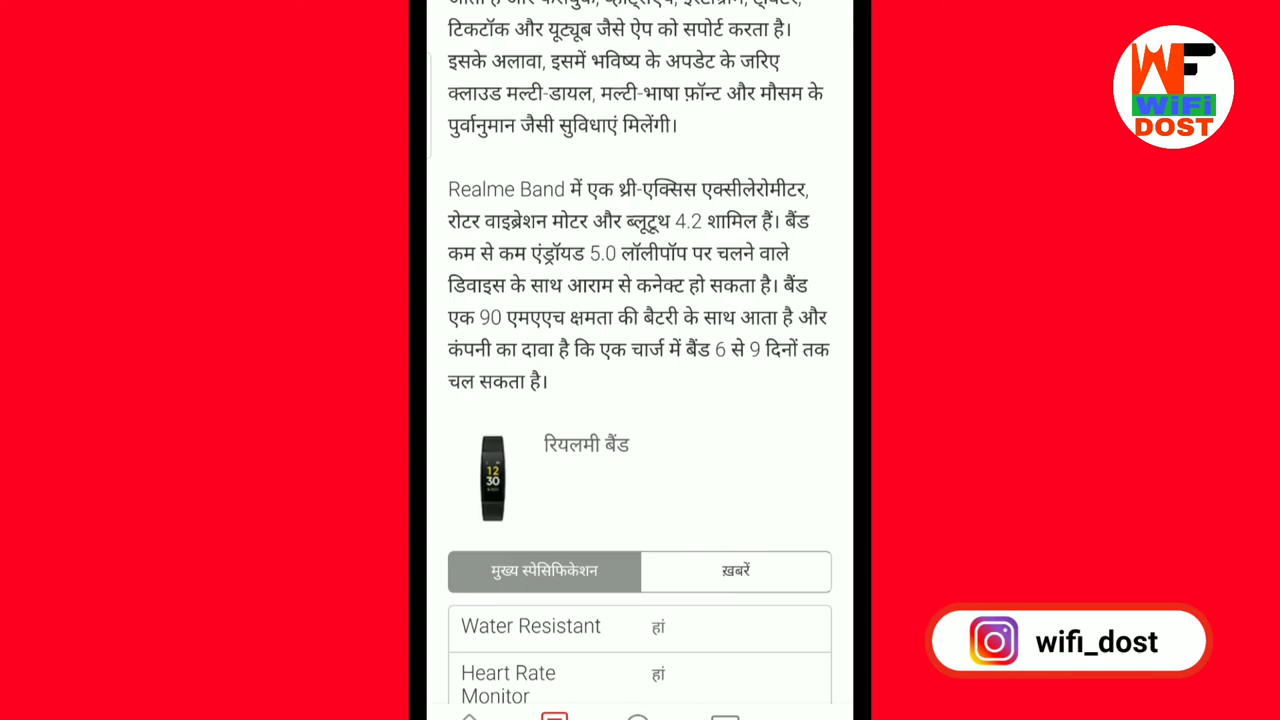 टिकटॉक और यूट्यूब जैसे ऐप को सपोर्ट करता है।
इसके अलावा, इसमें भविष्य के अपडेट के जरिए
क्लाउड मल्टी-डायल, मल्टी-भाषा फ़ॉन्ट और मौसम के
पुर्वानुमान जैसी सुविधाएं मिलेंगी।
Realme Band में एक थ्री-एक्सिस एक्सीलेरोमीटर,
रोटर वाइब्रेशन मोटर और ब्लूटूथ 4.2 शामिल हैं। बैंड
कम से कम एंड्रॉयड 5.0 लॉलीपॉप पर चलने वाले
डिवाइस के साथ आराम से कनेक्ट हो सकता है। बैंड
एक 90 एमएएच क्षमता की बैटरी के साथ आता है और
कंपनी का दावा है कि एक चार्ज में बैंड 6 से 9 दिनों तक
चल सकता है।
रियलमी बैंड
12
30
मुख्य स्पेसिफिकेशन ख़बरें
Water Resistant हां
Heart Rate हां
Monitor
WF
WiFi
DOST
wifi_dost